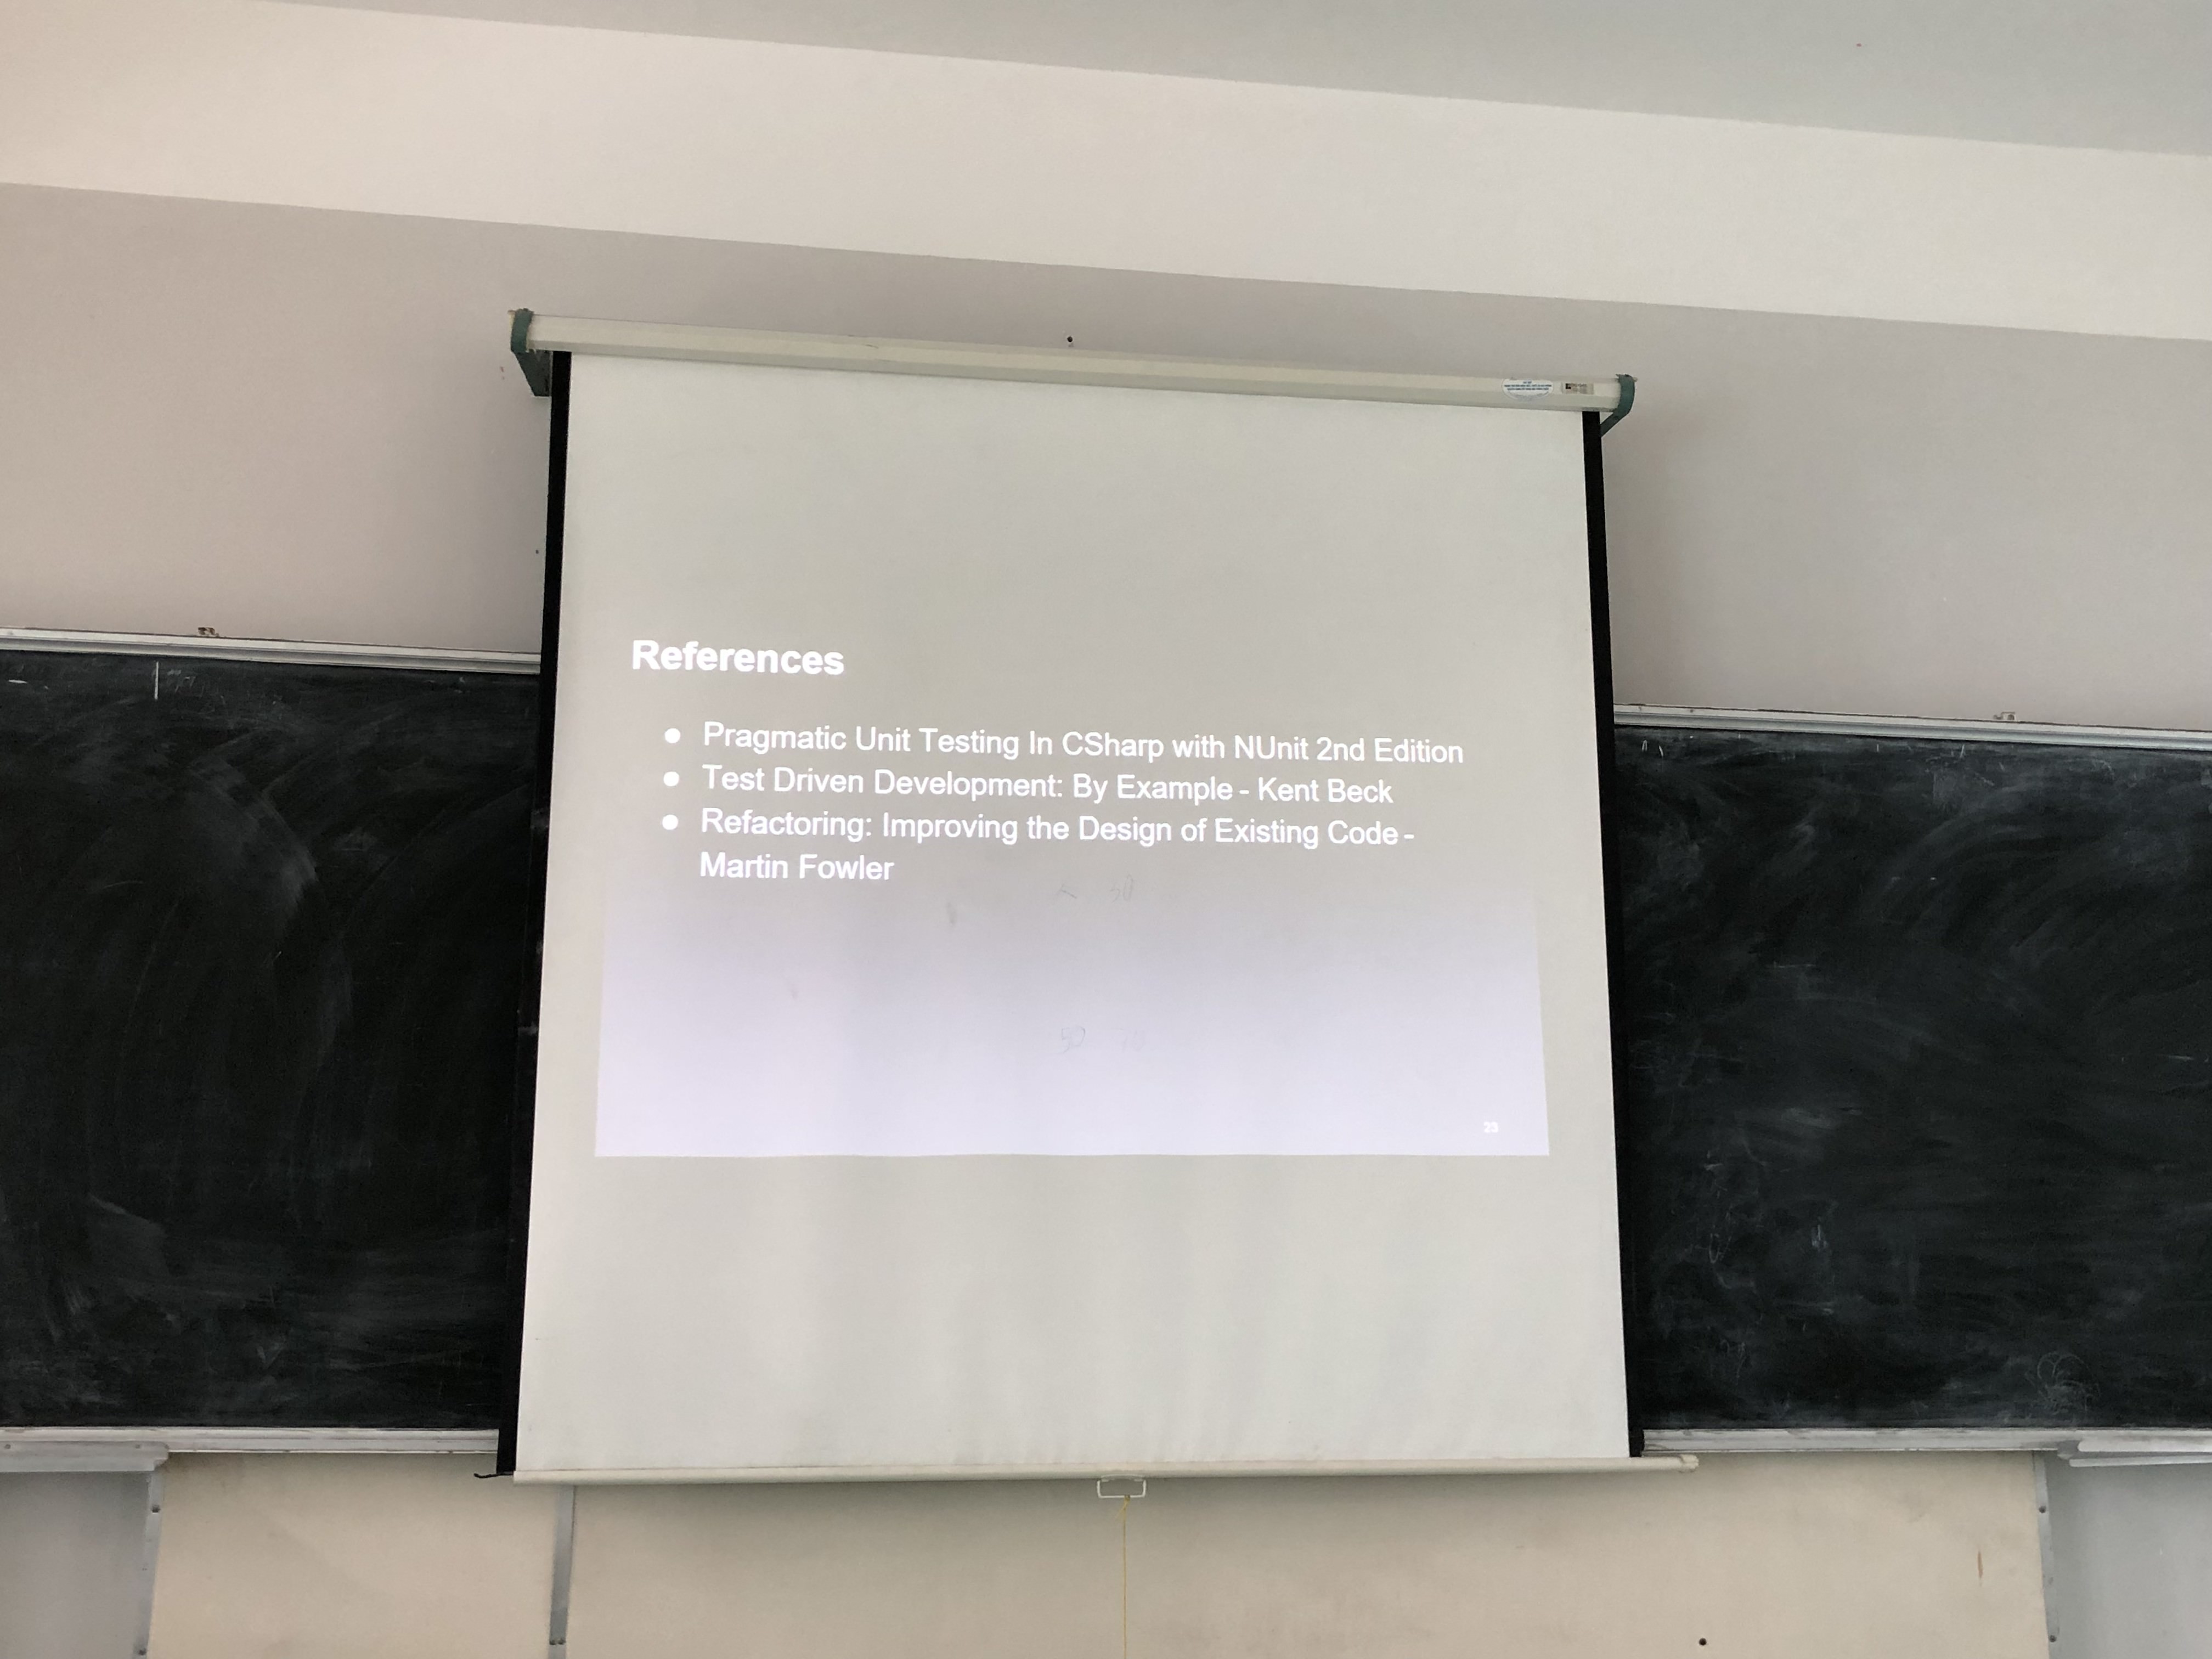 References
● Pragmatic Unit Testing In CSharp with NUnit 2nd Edition
● Test Driven Development: By Example - Kent Beck
● Refactoring: Improving the Design of Existing Code -
Martin Fowler
50
23